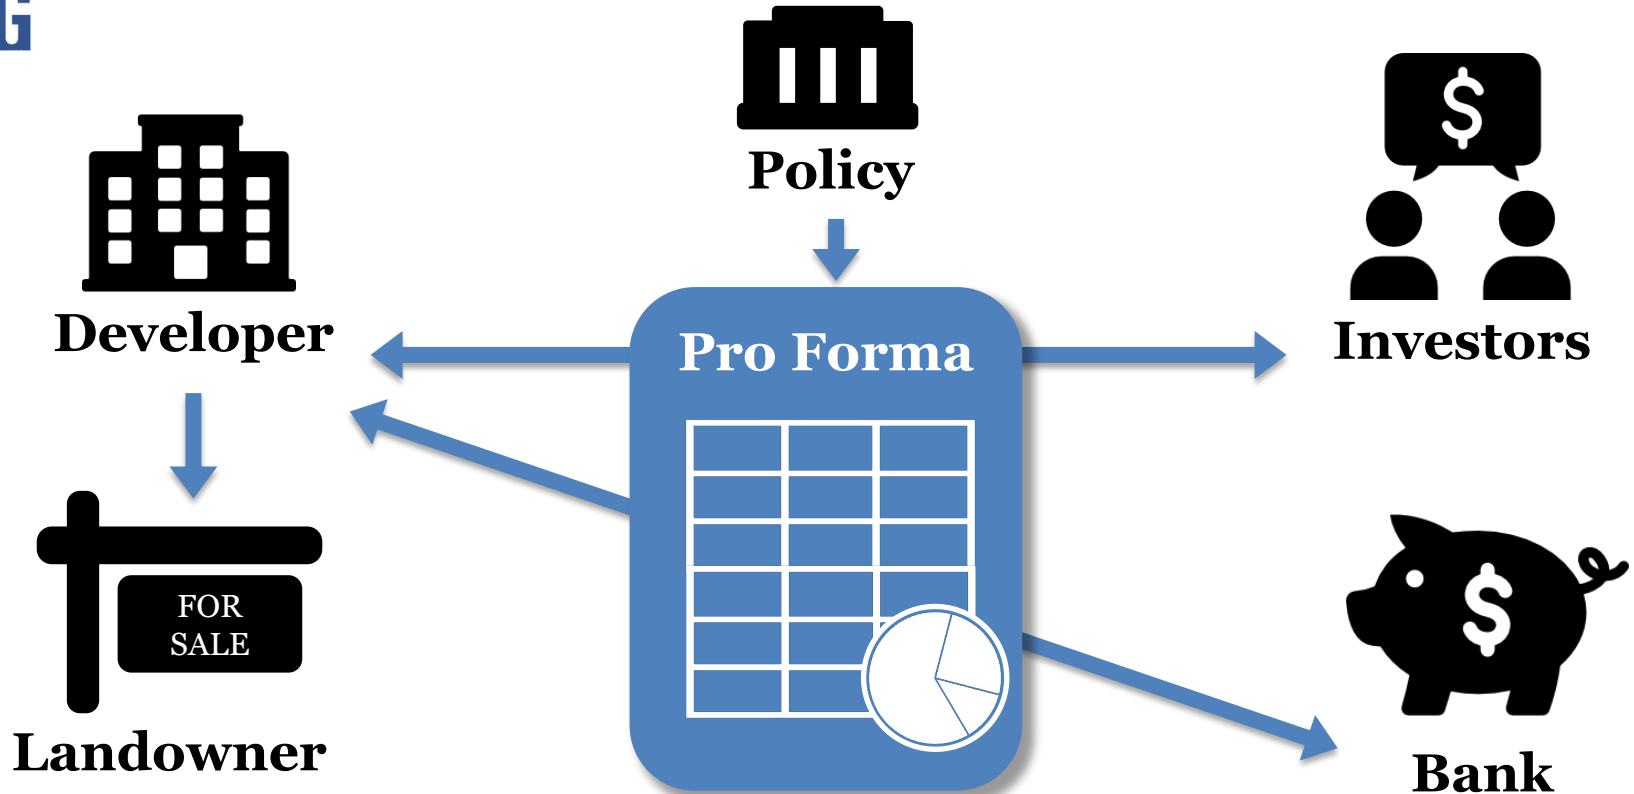 G
Policy
$
Developer
Investors
Pro Forma
FOR
SALE
$
Landowner
Bank